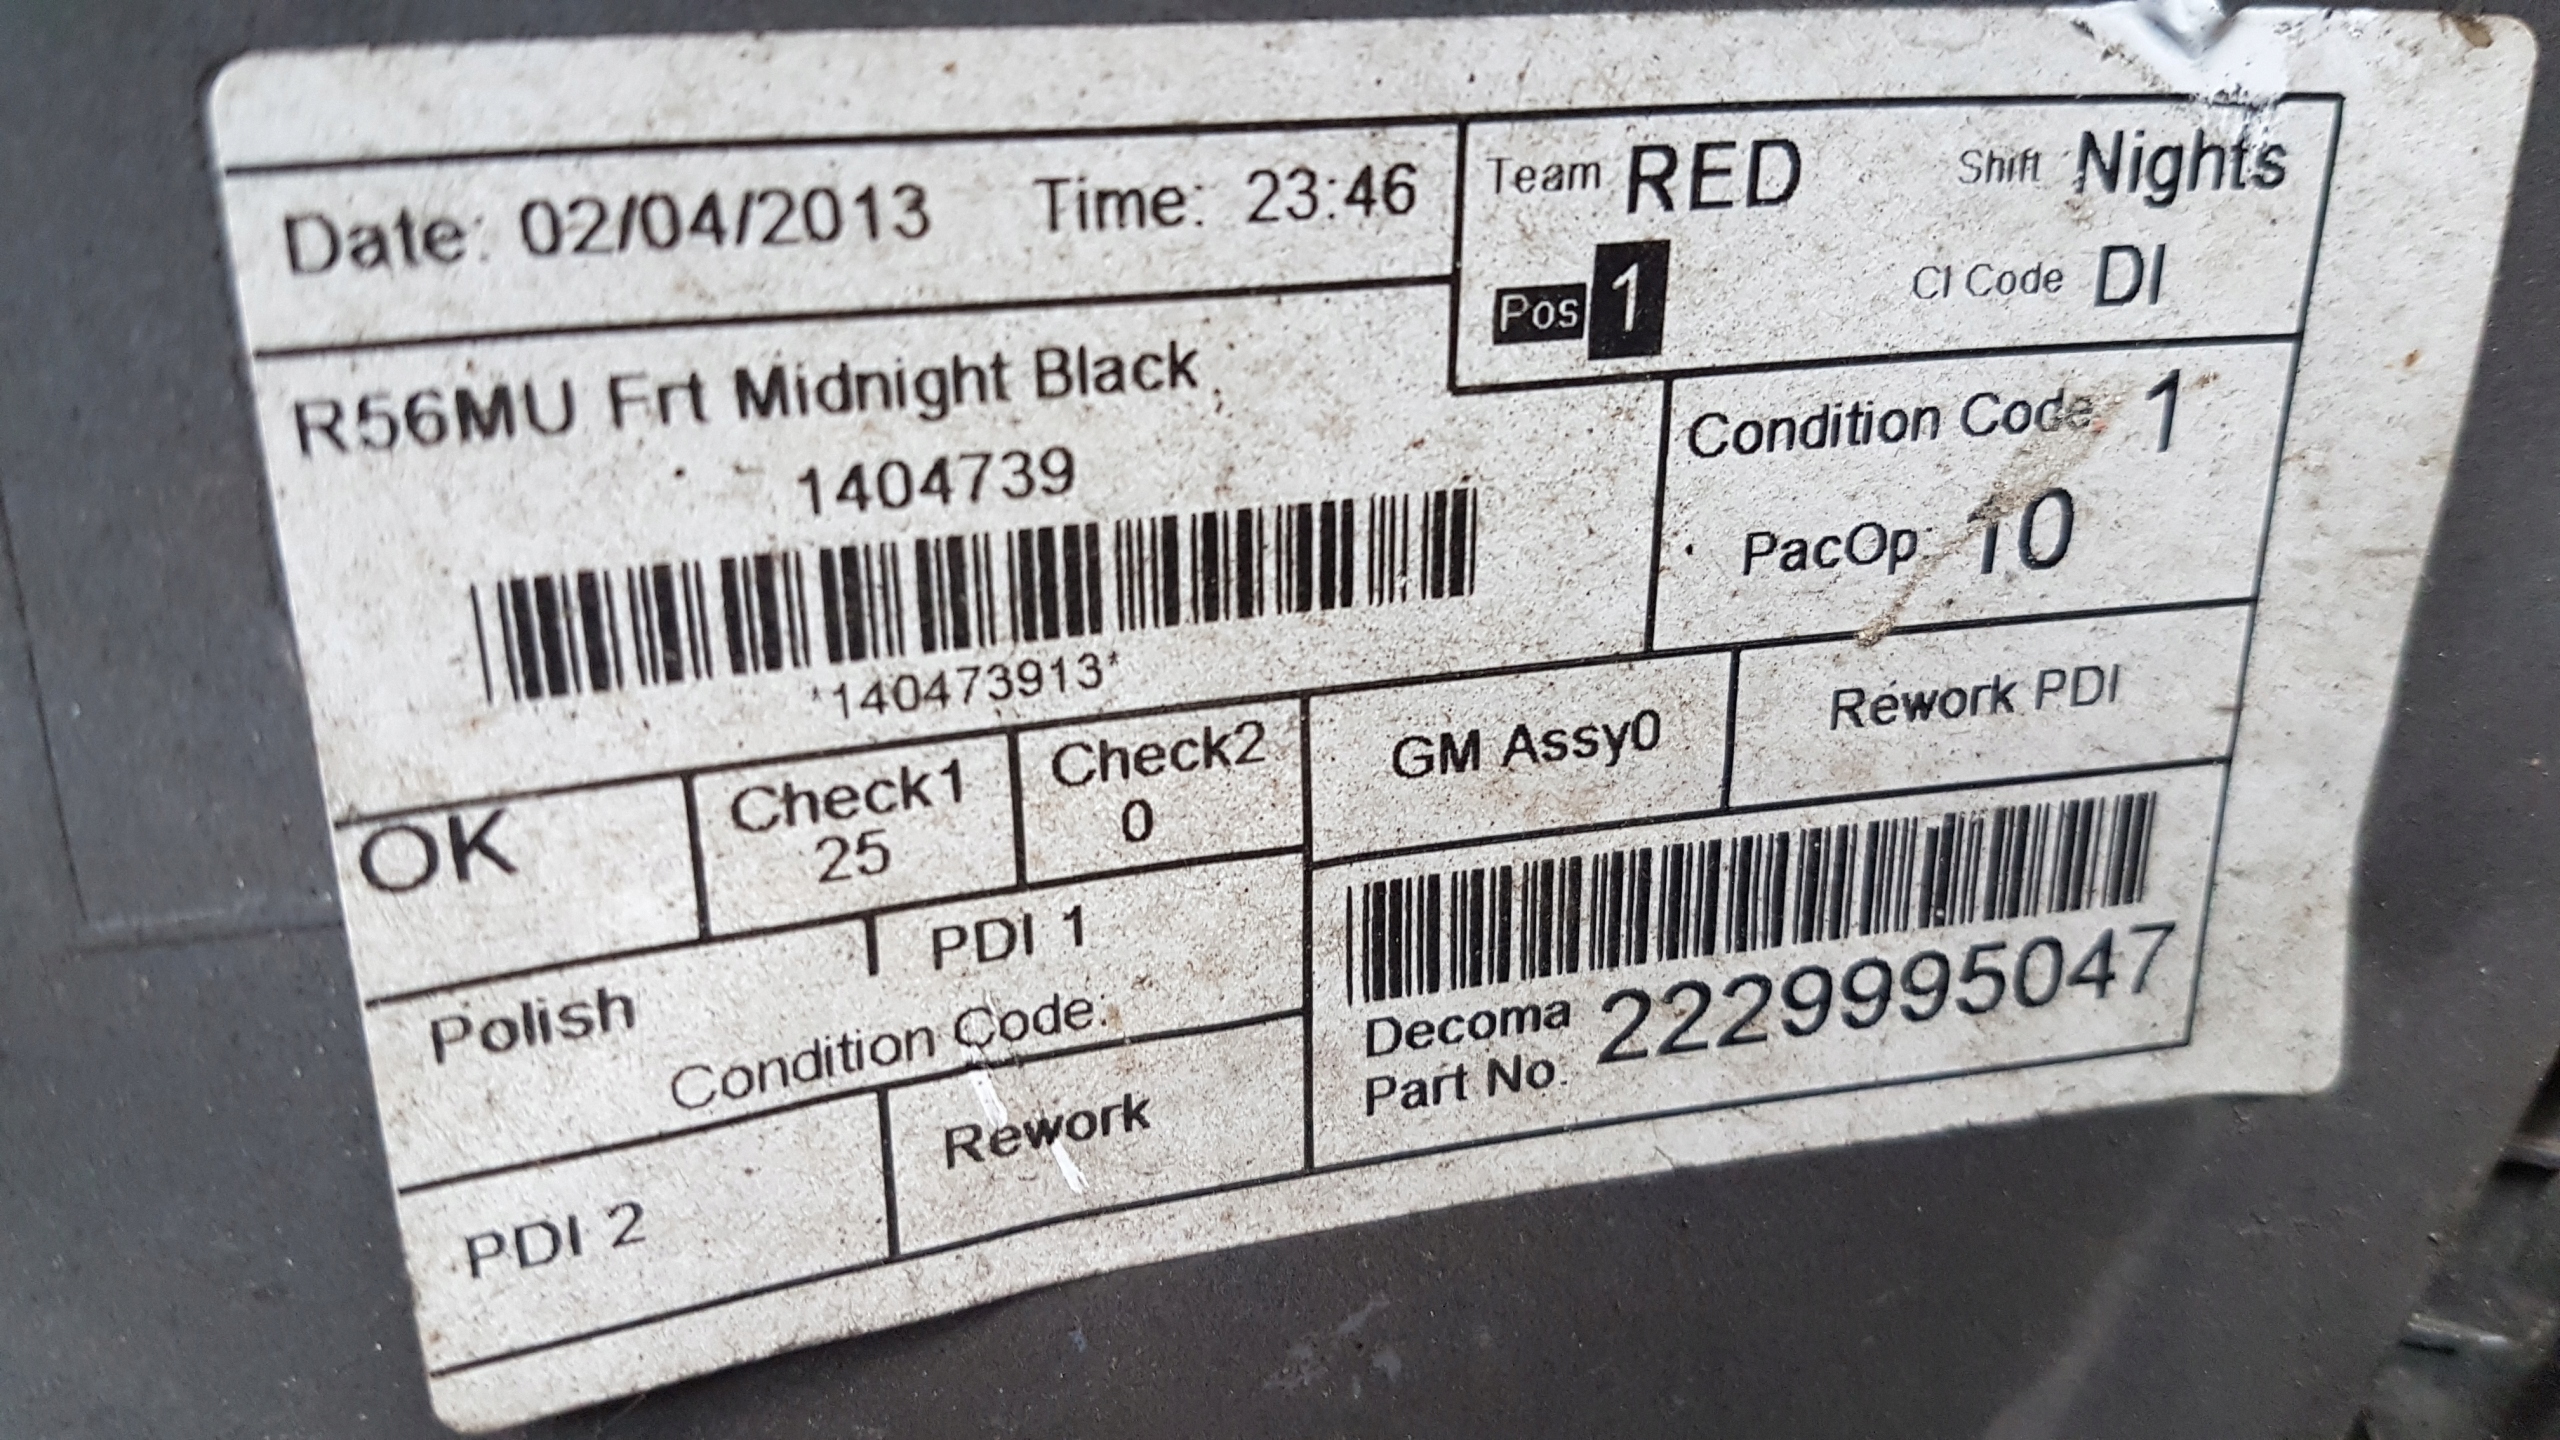 Date: 02/04/2013 Time: 23:46
Team RED Shift Nights
Pos 1 CI Code DI
R56MU Frt Midnight Black
1404739
*140473913*
Condition Code 1
PacOp: 10
OK
Check1
25
Check2
0
GM Assy0
Rework PDI
Polish
PDI 1
Condition Code:
PDI 2
Rework
Decoma
Part No. 2229995047